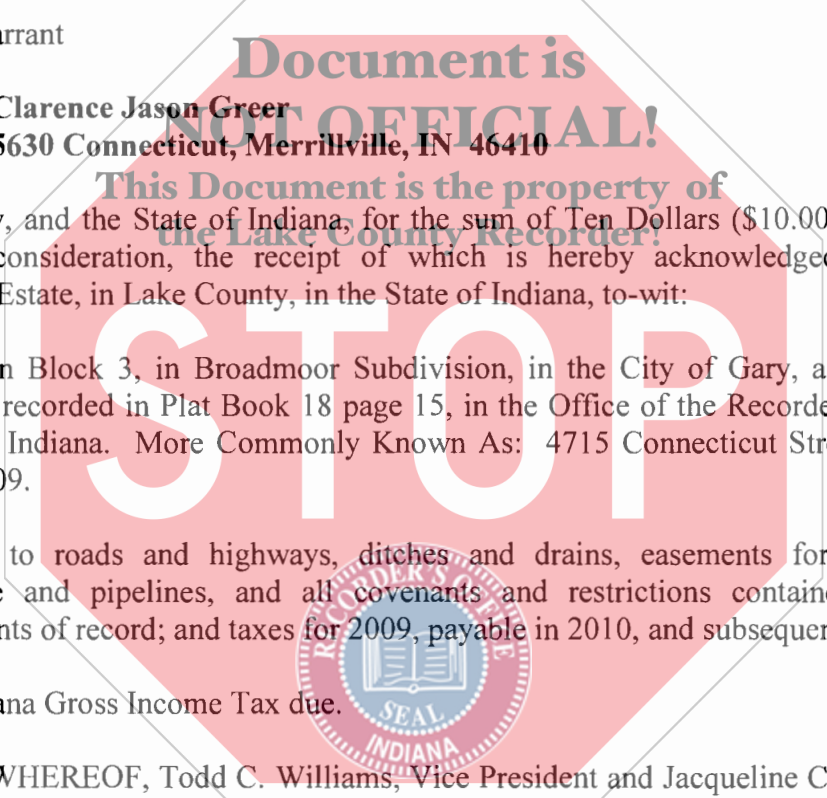 arrant
Document is
Clarence Jason Greer
NOT OFFICIAL!
5630 Connecticut, Merrillville, IN 46410
This Document is the property of
y, and the State of Indiana, for the sum of Ten Dollars ($10.00
the Lake County Recorder!
consideration, the receipt of which is hereby acknowledged
Estate, in Lake County, in the State of Indiana, to-wit:
STOP
n Block 3, in Broadmoor Subdivision, in the City of Gary, a
recorded in Plat Book 18 page 15, in the Office of the Recorde
Indiana. More Commonly Known As: 4715 Connecticut Str
09.
to roads and highways, ditches and drains, easements for
e and pipelines, and all covenants and restrictions contain
nts of record; and taxes for 2009, payable in 2010, and subsequen
RECORDER'S OFFICE
SEAL
INDIANA
ana Gross Income Tax due.
WHEREOF, Todd C. Williams, Vice President and Jacqueline C